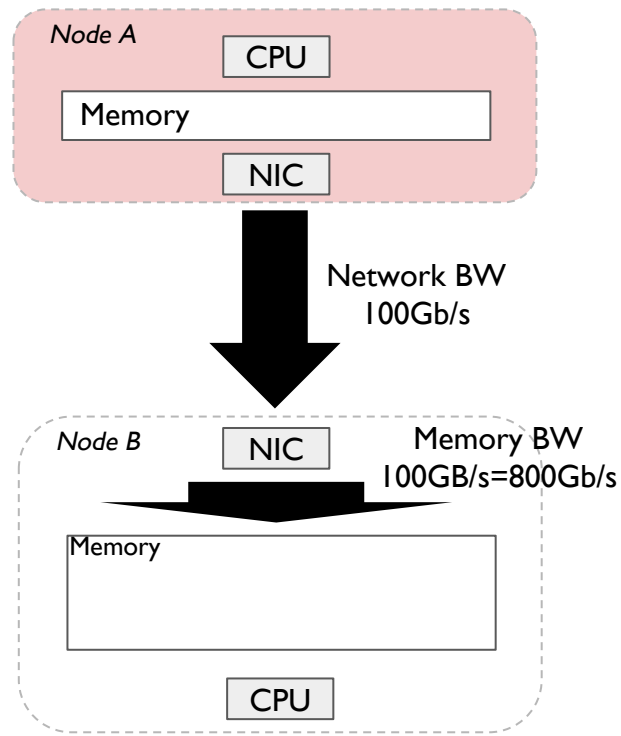 Node A
CPU
Memory
NIC
Network BW
100Gb/s
Node B
NIC
Memory BW
100GB/s=800Gb/s
Memory
CPU